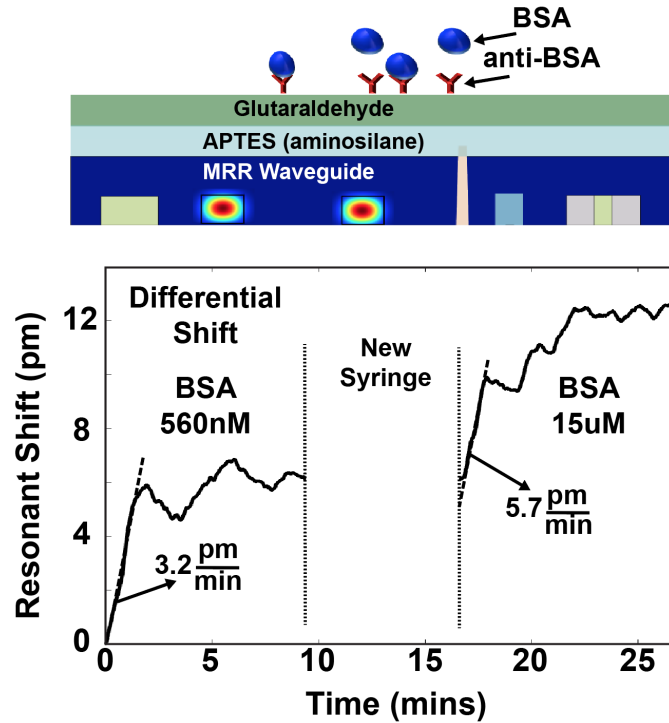 BSA
anti-BSA
Glutaraldehyde
APTES (aminosilane)
MRR Waveguide
Resonant Shift (pm)
12
8
4
0
Differential
Shift
BSA
560nM
3.2 pm
min
New
Syringe
BSA
15uM
5.7 pm
min
0 5 10 15 20 25
Time (mins)